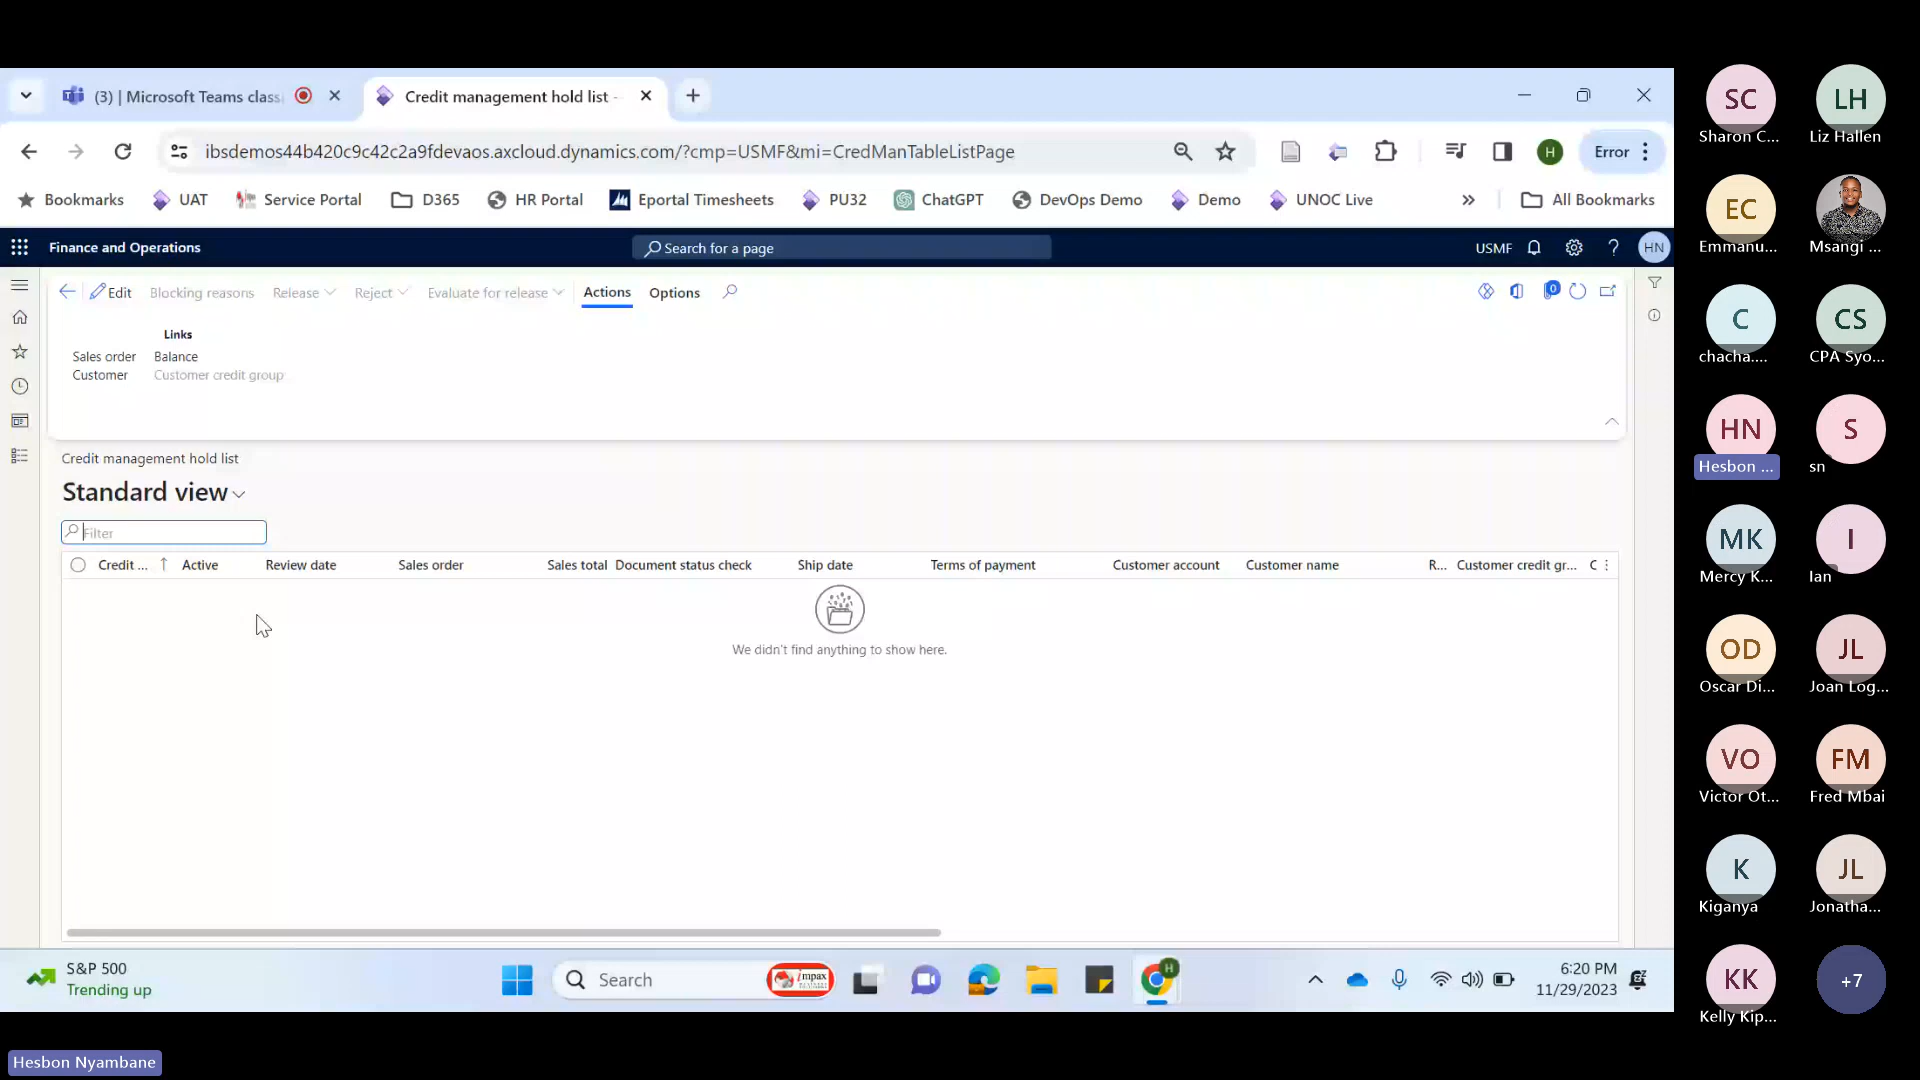 (3) | Microsoft Teams class
Credit management hold list -
ibsdemos44b420c9c42c2a9fdevaos.axcloud.dynamics.com/?cmp=USMF&mi=CredManTableListPage
H
Error
Bookmarks
UAT
Service Portal
D365
HR Portal
Eportal Timesheets
PU32
ChatGPT
DevOps Demo
Demo
UNOC Live
»
All Bookmarks
Finance and Operations
Search for a page
USMF
?
HN
Edit
Blocking reasons
Release
Reject
Evaluate for release
Actions
Options
0
Links
Sales order
Balance
Customer
Customer credit group
Credit management hold list
Standard view
Filter
Credit ...
Active
Review date
Sales order
Sales total
Document status check
Ship date
Terms of payment
Customer account
Customer name
R...
Customer credit gr...
C
We didn't find anything to show here.
S&P 500
Trending up
Search
impax
H
6:20 PM
11/29/2023
Hesbon Nyambane
SC
Sharon C...
LH
Liz Hallen
EC
Emmanu...
Msangi ...
C
chacha....
CS
CPA Syo...
HN
Hesbon ...
S
sn
MK
Mercy K...
I
Ian
OD
Oscar Di...
JL
Joan Log...
VO
Victor Ot...
FM
Fred Mbai
K
Kiganya
JL
Jonatha...
KK
Kelly Kip...
+7